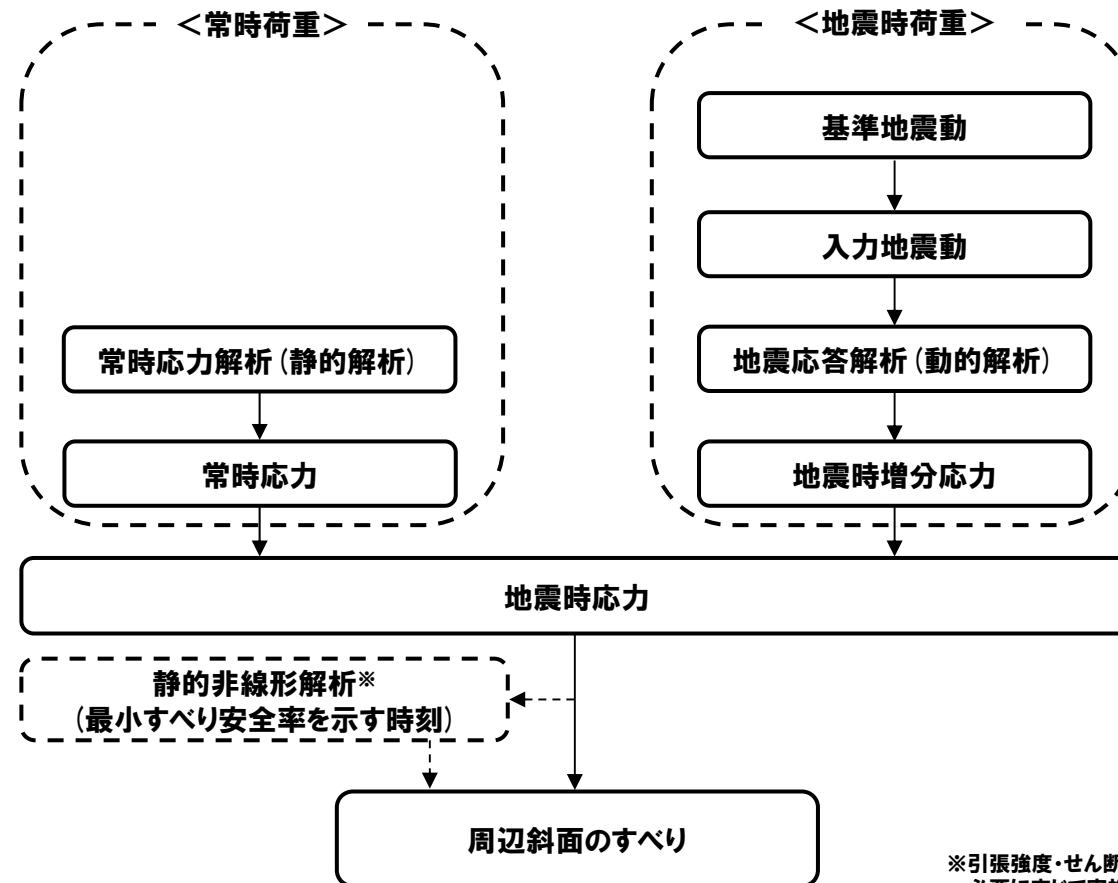 <常時荷重>
<地震時荷重>
基準地震動
入力地震動
常時応力解析(静的解析)
地震応答解析(動的解析)
常時応力
地震時増分応力
地震時応力
静的非線形解析※
(最小すべり安全率を示す時刻)
周辺斜面のすべり
※引張強度・せん断